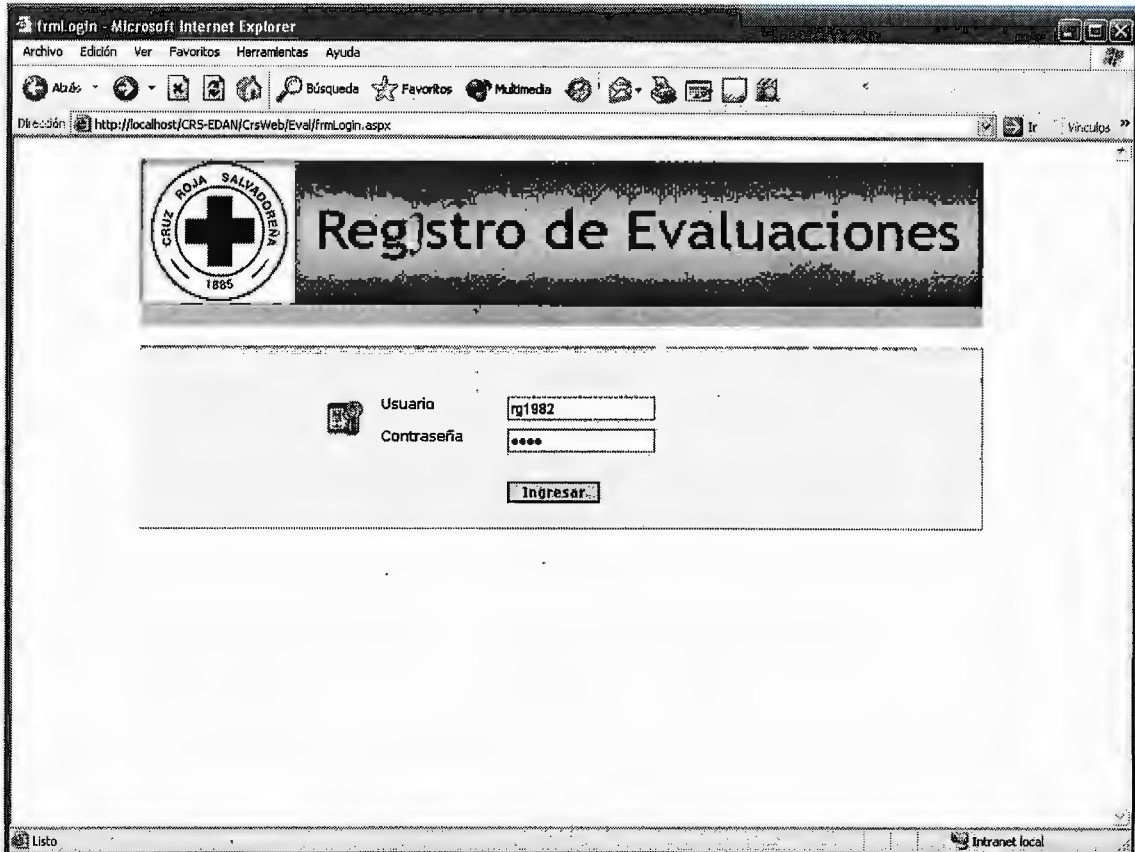 frmLogin - Microsoft Internet Explorer
Archivo Edición Ver Favoritos Herramientas Ayuda
Atrás Búsqueda Favoritos Multimedia
Dirección http://localhost/CRS-EDAN/CrsWeb/Eval/frmLogin.aspx Ir Vínculos »
CRUZ ROJA SALVADOREÑA
1885
Registro de Evaluaciones
Usuario rg1982
Contraseña ••••
Ingresar
Listo Intranet local